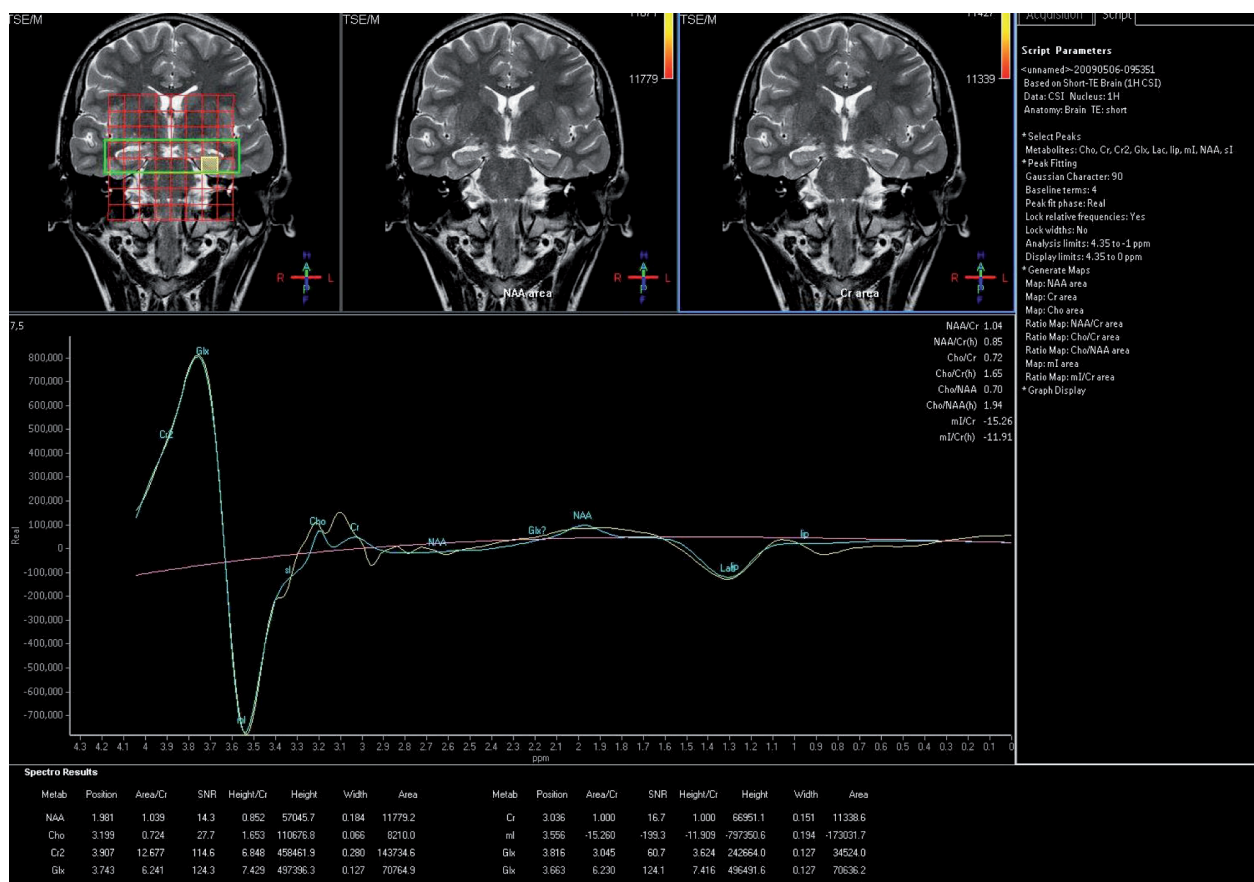 TSE/M
TSE/M
TSE/M
11779
11339
R
L
R
L
R
L
H
A
P
F
H
A
P
F
H
A
P
F
NAA area
Cr area
Acquisition
Script
Script Parameters
<unnamed>-20090506-095351
Based on Short-TE Brain (1H CSI)
Data: CSI Nucleus: 1H
Anatomy: Brain TE: short
*Select Peaks
Metabolites: Cho, Cr, Cr2, Glx, Lac, lip, mI, NAA, sI
*Peak Fitting
Gaussian Character: 90
Baseline terms: 4
Peak fit phase: Real
Lock relative frequencies: Yes
Lock widths: No
Analysis limits: 4.35 to -1 ppm
Display limits: 4.35 to 0 ppm
*Generate Maps
Map: NAA area
Map: Cr area
Map: Cho area
Ratio Map: NAA/Cr area
Ratio Map: Cho/Cr area
Ratio Map: Cho/NAA area
Map: mI area
Ratio Map: mI/Cr area
*Graph Display
7,5
NAA/Cr 1.04
NAA/Cr(h) 0.85
Cho/Cr 0.72
Cho/Cr(h) 1.65
Cho/NAA 0.70
Cho/NAA(h) 1.94
mI/Cr -15.26
mI/Cr(h) -11.91
800,000
700,000
600,000
500,000
400,000
300,000
200,000
100,000
0
-100,000
-200,000
-300,000
-400,000
-500,000
-600,000
-700,000
Real
Glx
Cr2
Cho
Cr
sI
NAA
Glx?
NAA
lip
lip
mI
4.3 4.2 4.1 4 3.9 3.8 3.7 3.6 3.5 3.4 3.3 3.2 3.1 3 2.9 2.8 2.7 2.6 2.5 2.4 2.3 2.2 2.1 2 1.9 1.8 1.7 1.6 1.5 1.4 1.3 1.2 1.1 1 0.9 0.8 0.7 0.6 0.5 0.4 0.3 0.2 0.1 0
ppm
Spectro Results
Metab Position Area/Cr SNR Height/Cr Height Width Area Metab Position Area/Cr SNR Height/Cr Height Width Area
NAA 1.981 1.039 14.3 0.852 57045.7 0.184 11779.2 Cr 3.036 1.000 16.7 1.000 66951.1 0.151 11338.6
Cho 3.199 0.724 27.7 1.653 110676.8 0.066 8210.0 mI 3.556 -15.260 -199.3 -11.909 -797350.6 0.194 -173031.7
Cr2 3.907 12.677 114.6 6.848 458461.9 0.280 143734.6 Glx 3.816 3.045 60.7 3.624 242664.0 0.127 34524.0
Glx 3.743 6.241 124.3 7.429 497396.3 0.127 70764.9 Glx 3.663 6.230 124.1 7.416 496491.6 0.127 70636.2